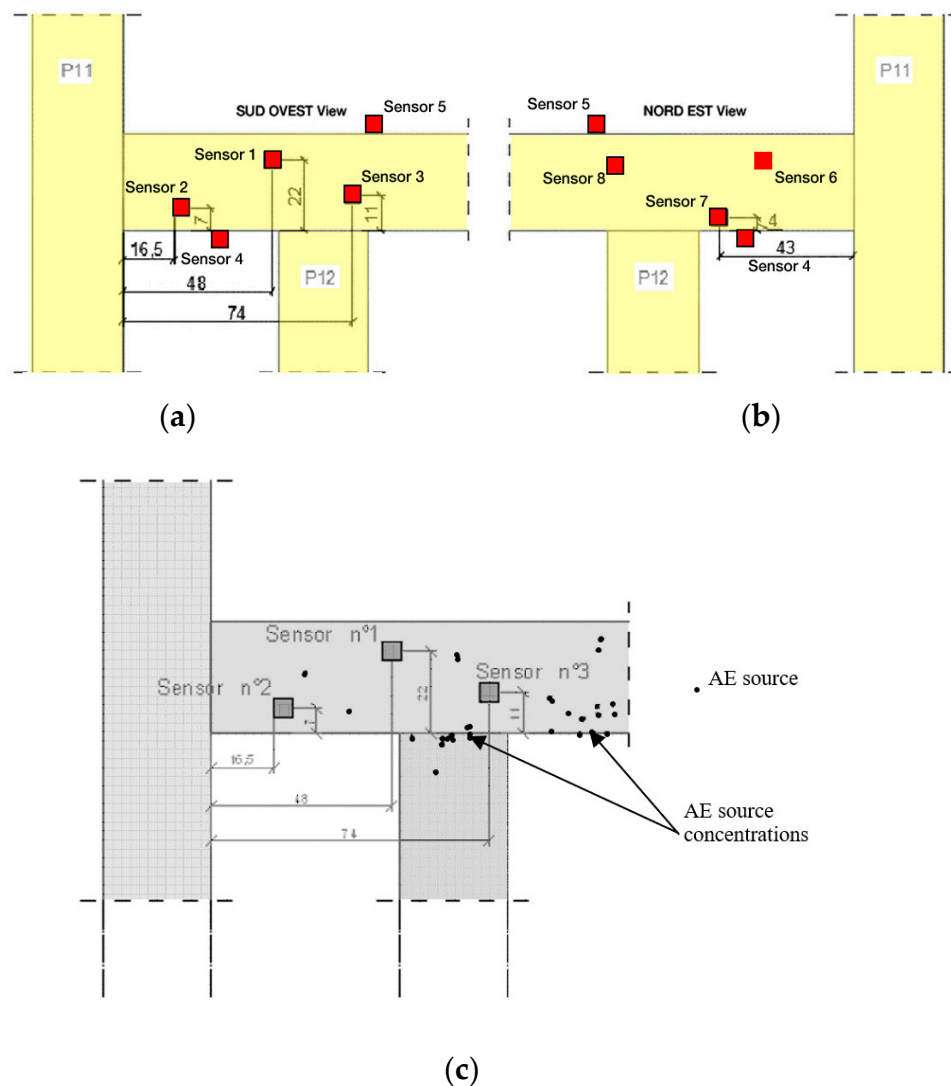 P11
SUD OVEST View
Sensor 5
Sensor 1
Sensor 3
Sensor 2
22
11
7
Sensor 4
16,5
48
P12
74
(a)
Sensor 5
NORD EST View
P11
Sensor 8
Sensor 6
Sensor 7
4
43
Sensor 4
P12
(b)
Sensor n°1
Sensor n°3
Sensor n°2
22
11
7
16,5
48
74
AE source
AE source
concentrations
(c)